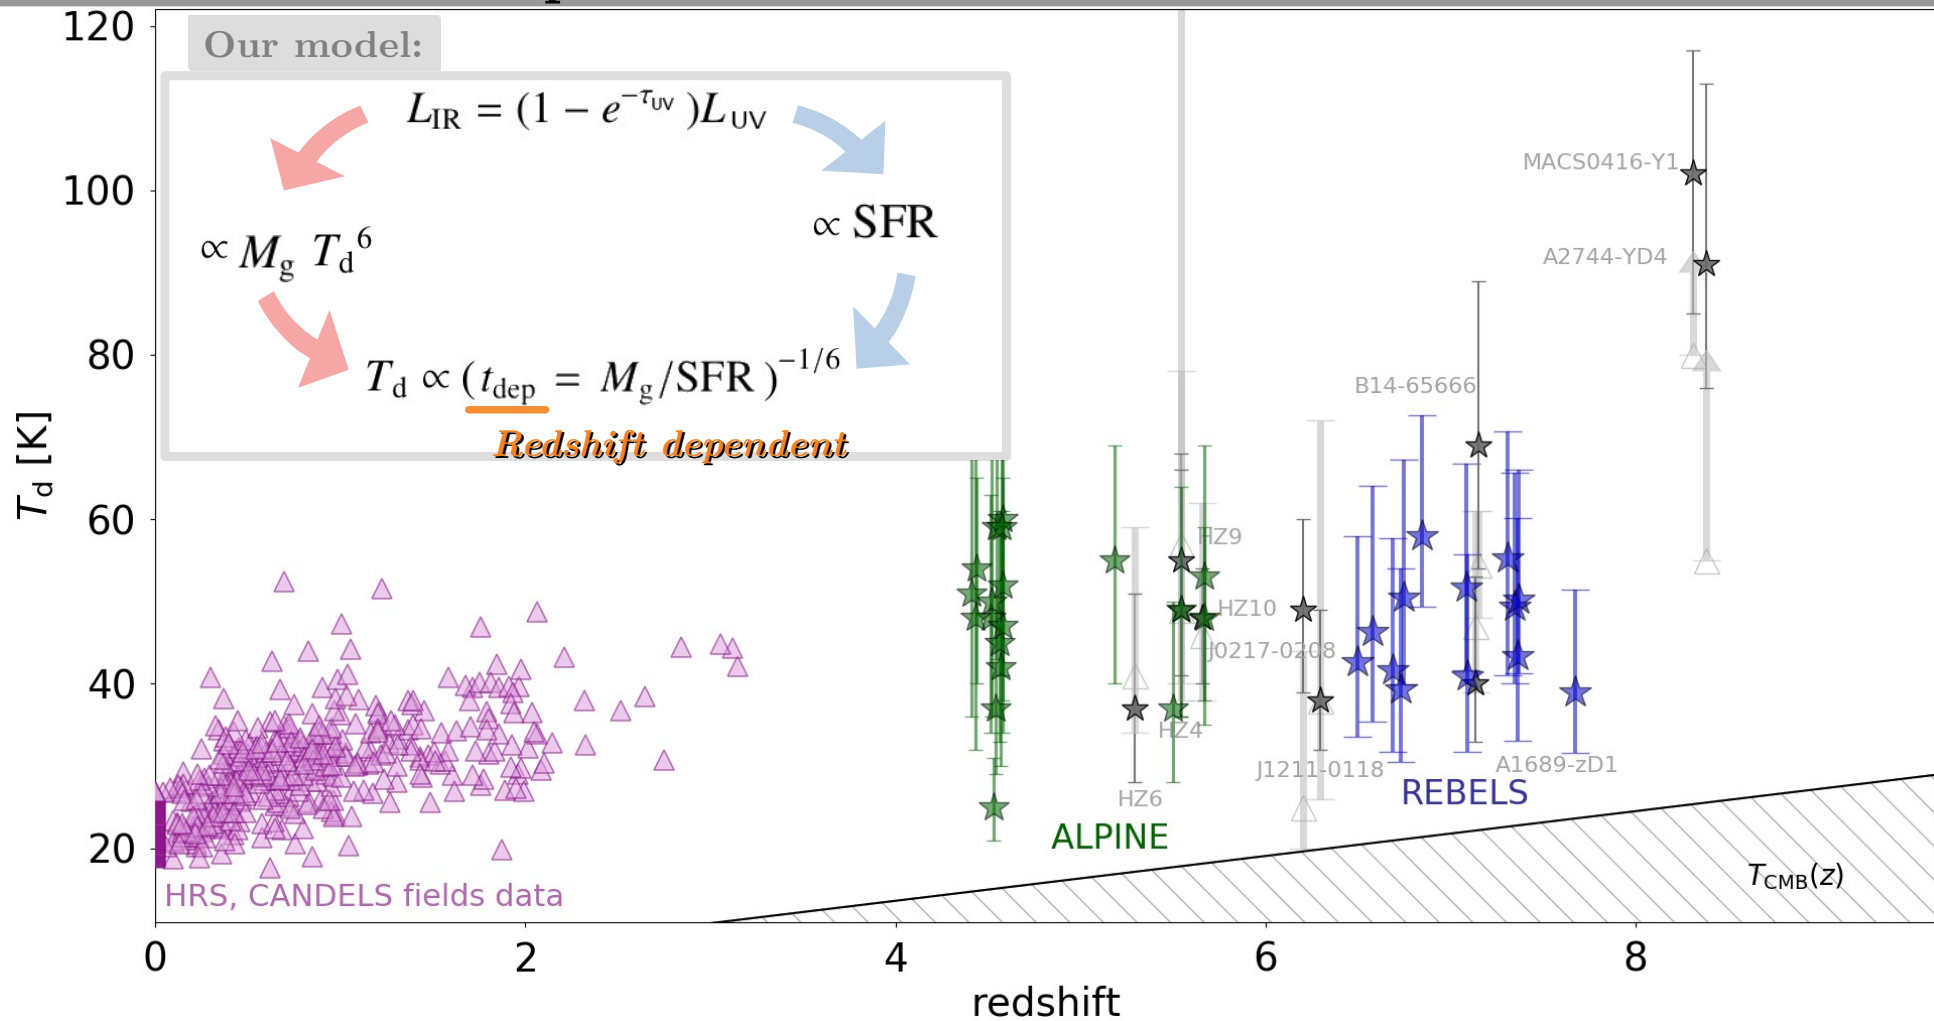 Our model:
L_IR = (1 − e^{−τ_UV})L_UV
∝ M_g T_d^6
∝ SFR
T_d ∝ (t_dep = M_g/SFR)^{−1/6}
Redshift dependent
MACS0416-Y1
A2744-YD4
B14-65666
HZ9
HZ10
J0217-0208
HZ4
J1211-0118
A1689-zD1
HZ6
REBELS
ALPINE
HRS, CANDELS fields data
T_CMB(z)
T_d [K]
120
100
80
60
40
20
0 2 4 6 8
redshift